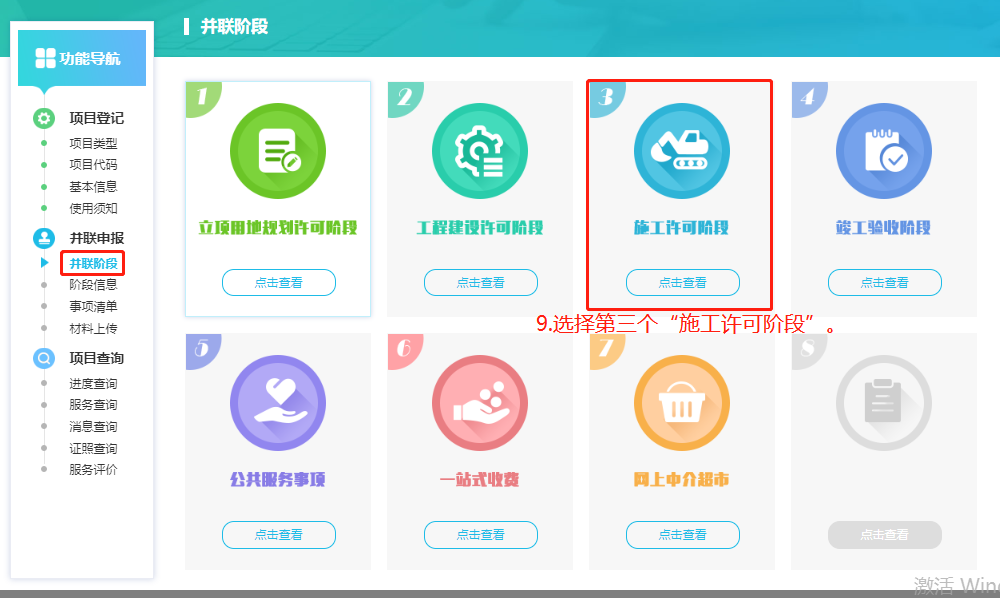 并联阶段
功能导航
项目登记
项目类型
项目代码
基本信息
使用须知
并联申报
并联阶段
阶段信息
事项清单
材料上传
项目查询
进度查询
服务查询
消息查询
证照查询
服务评价
1
立项用地规划许可阶段
点击查看
2
工程建设许可阶段
点击查看
3
施工许可阶段
点击查看
4
竣工验收阶段
点击查看
9.选择第三个“施工许可阶段”。
5
公共服务事项
点击查看
6
一站式收费
点击查看
7
网上中介超市
点击查看
8
点击查看
激活 Win